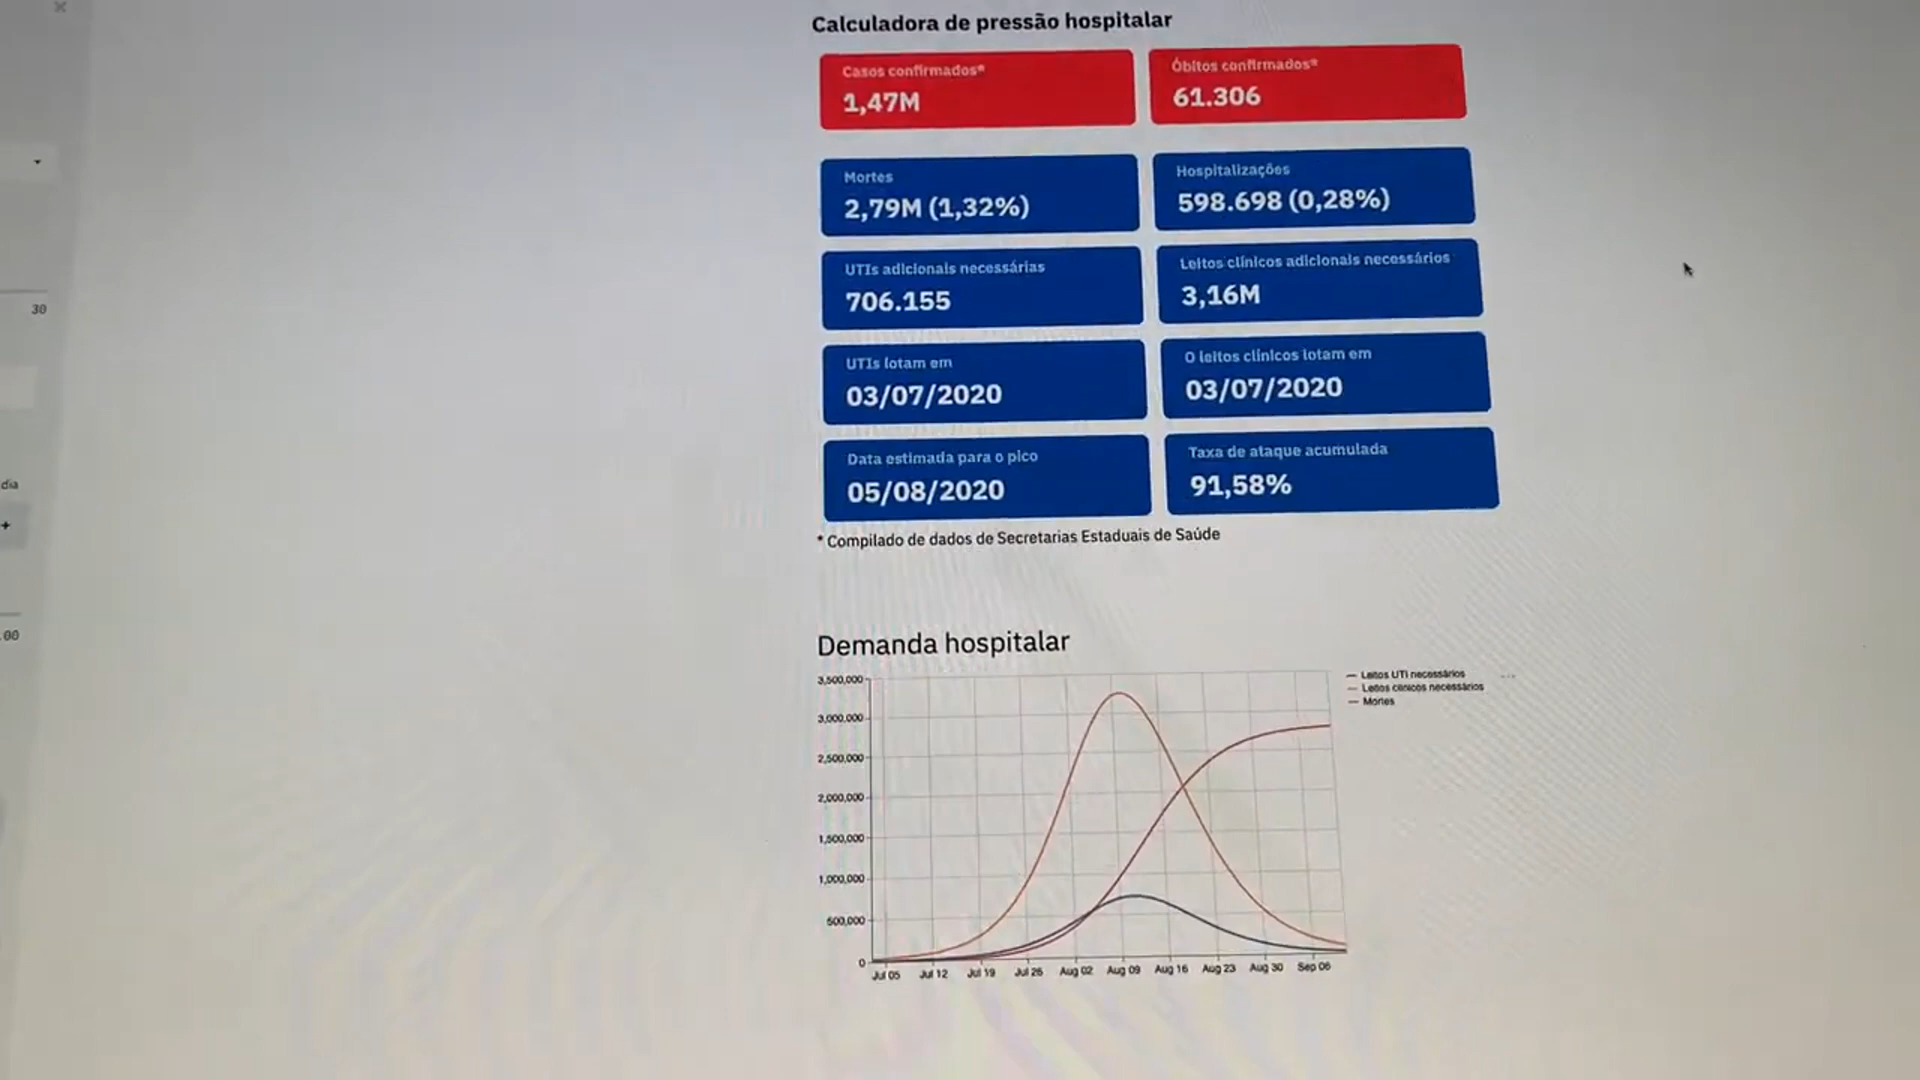 Calculadora de pressão hospitalar
Casos confirmados*
1,47M
Óbitos confirmados*
61.306
Mortes
2,79M (1,32%)
Hospitalizações
598.698 (0,28%)
UTIs adicionais necessárias
706.155
Leitos clínicos adicionais necessários
3,16M
UTIs lotam em
03/07/2020
O leitos clínicos lotam em
03/07/2020
Data estimada para o pico
05/08/2020
Taxa de ataque acumulada
91,58%
* Compilado de dados de Secretarias Estaduais de Saúde
30
dia
+
.00
Demanda hospitalar
3,500,000
3,000,000
2,500,000
2,000,000
1,500,000
1,000,000
500,000
0
Jul 05 Jul 12 Jul 19 Jul 26 Aug 02 Aug 09 Aug 16 Aug 23 Aug 30 Sep 06
Leitos UTI necessários
Leitos clínicos necessários
Mortes